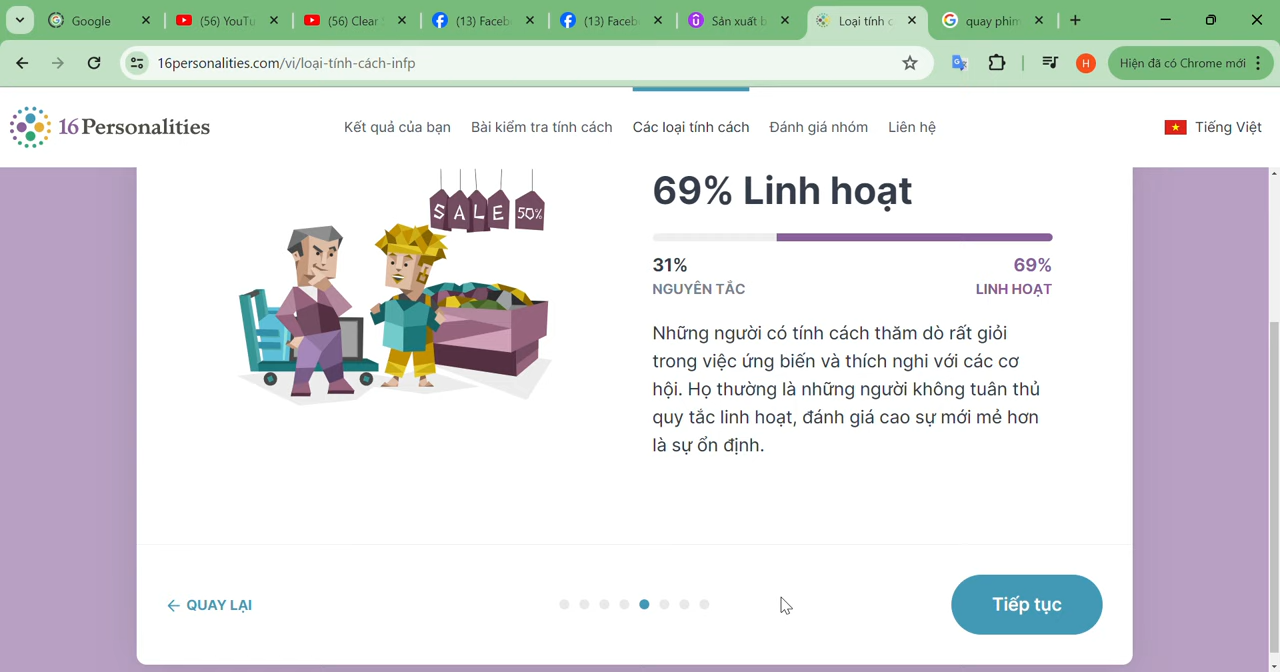 Google
(56) YouTu
(56) Clear
(13) Faceb
(13) Faceb
Sản xuất b
Loại tính c
quay phim
16personalities.com/vi/loại-tính-cách-infp
H
Hiện đã có Chrome mới
16Personalities
Kết quả của bạn
Bài kiểm tra tính cách
Các loại tính cách
Đánh giá nhóm
Liên hệ
Tiếng Việt
SALE 50%
69% Linh hoạt
31%
69%
NGUYÊN TẮC
LINH HOẠT
Những người có tính cách thăm dò rất giỏi
trong việc ứng biến và thích nghi với các cơ
hội. Họ thường là những người không tuân thủ
quy tắc linh hoạt, đánh giá cao sự mới mẻ hơn
là sự ổn định.
← QUAY LẠI
Tiếp tục